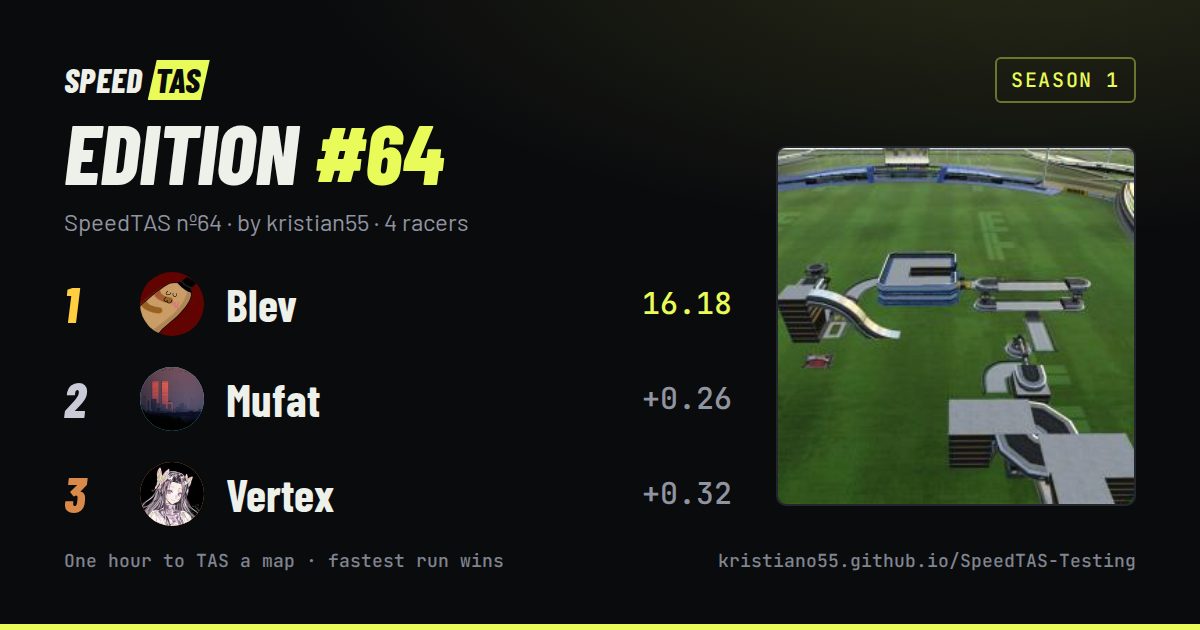 SPEED TAS
SEASON 1
EDITION #64
SpeedTAS nº64 · by kristian55 · 4 racers
1 Blev 16.18
2 Mufat +0.26
3 Vertex +0.32
One hour to TAS a map · fastest run wins
kristiano55.github.io/SpeedTAS-Testing